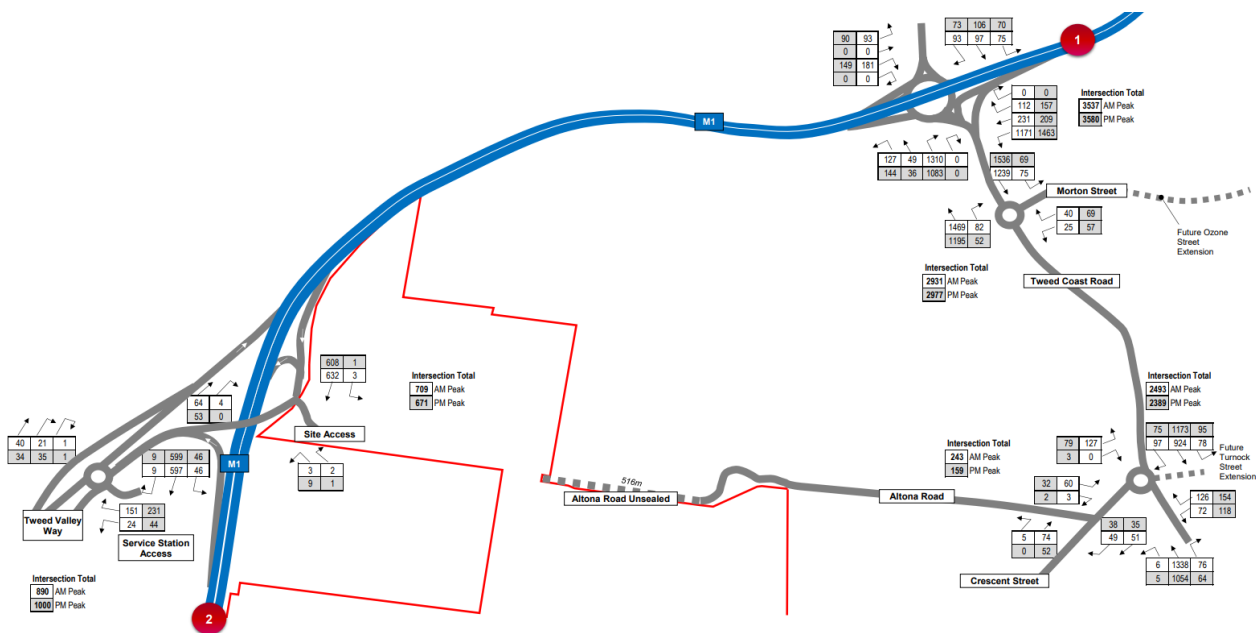 73 106 70
93 97 75
1
90 93
0 0
149 181
0 0
0 0
112 157
231 209
1171 1463
Intersection Total
3537 AM Peak
3580 PM Peak
M1
127 49 1310 0
144 36 1083 0
1536 69
1239 75
Morton Street
40 69
25 57
Future Ozone
Street
Extension
1469 82
1195 52
Intersection Total
2931 AM Peak
2977 PM Peak
Tweed Coast Road
608 1
632 3
Intersection Total
709 AM Peak
671 PM Peak
64 4
53 0
Site Access
3 2
9 1
40 21 1
34 35 1
9 599 46
9 597 46
M1
151 231
24 44
Tweed Valley
Way
Service Station
Access
Intersection Total
890 AM Peak
1000 PM Peak
2
516m
Altona Road Unsealed
Altona Road
Intersection Total
243 AM Peak
159 PM Peak
Intersection Total
2493 AM Peak
2389 PM Peak
75 1173 95
97 924 78
79 127
3 0
Future
Turnock
Street
Extension
32 60
2 3
126 154
72 118
38 35
49 51
5 74
0 52
Crescent Street
6 1338 76
5 1054 64